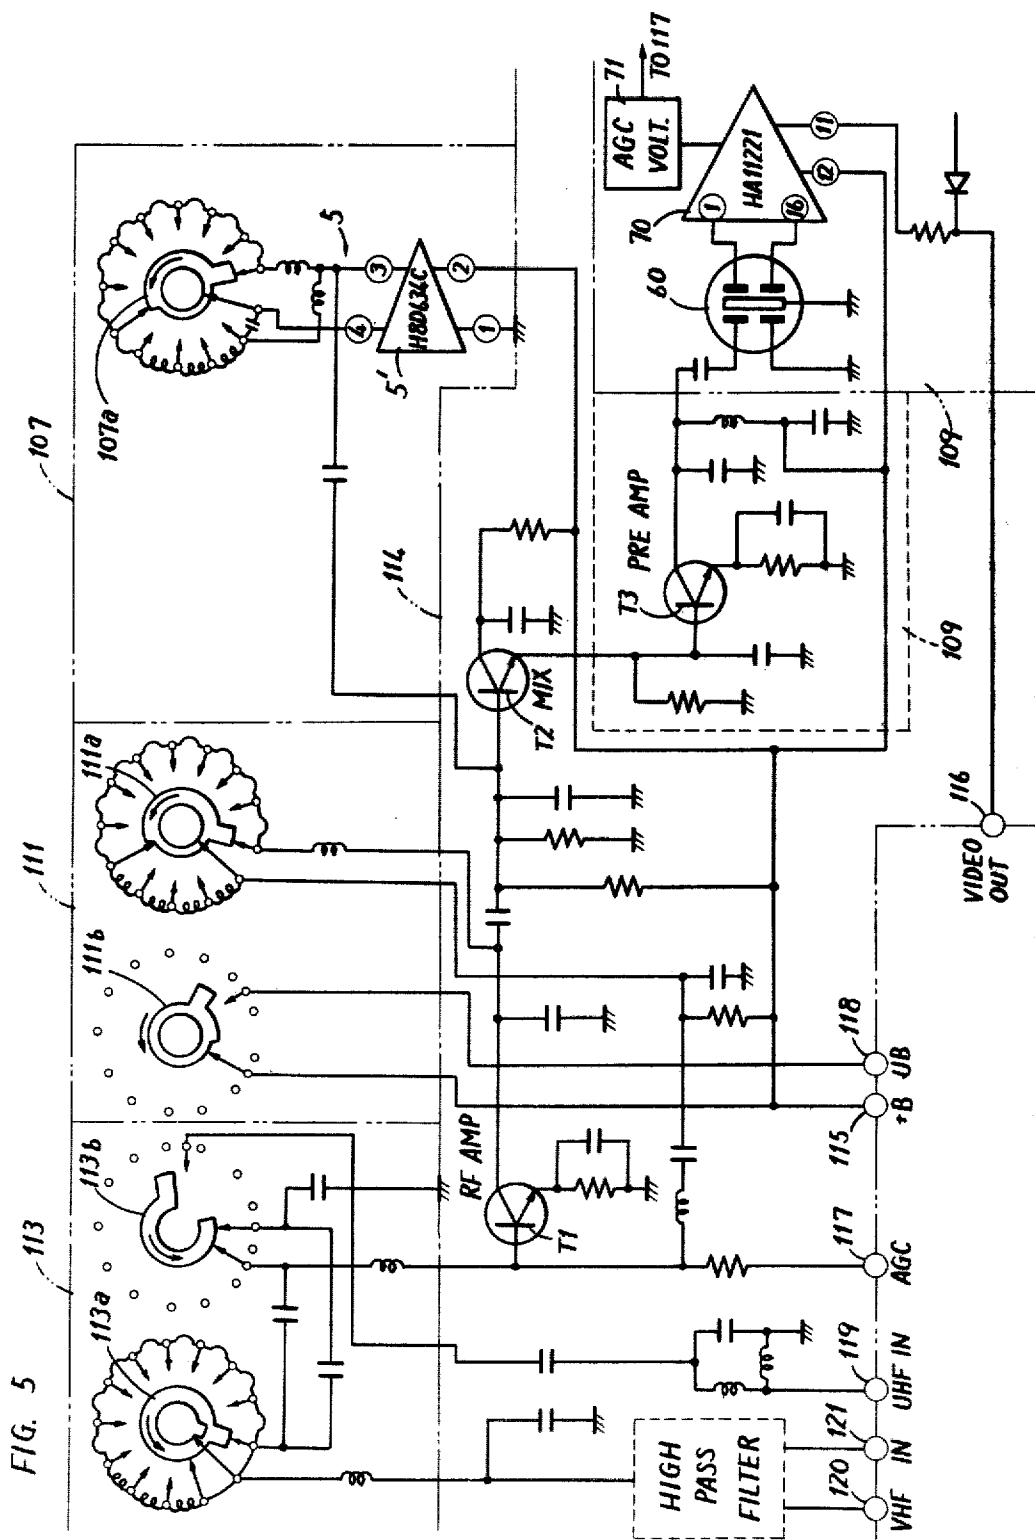 FIG. 5
113
113a
113b
111
111b
111a
107
107a
5
5'
HBD634C
4
3
1
2
114
RF AMP
T1
T2
MIX
T3
PRE AMP
109
109
60
70
HA11221
1
16
12
11
AGC
VOLT.
71
TO 117
HIGH
PASS
FILTER
120
121
119
117
115
118
116
VHF IN
UHF IN
AGC
+B
UB
VIDEO
OUT